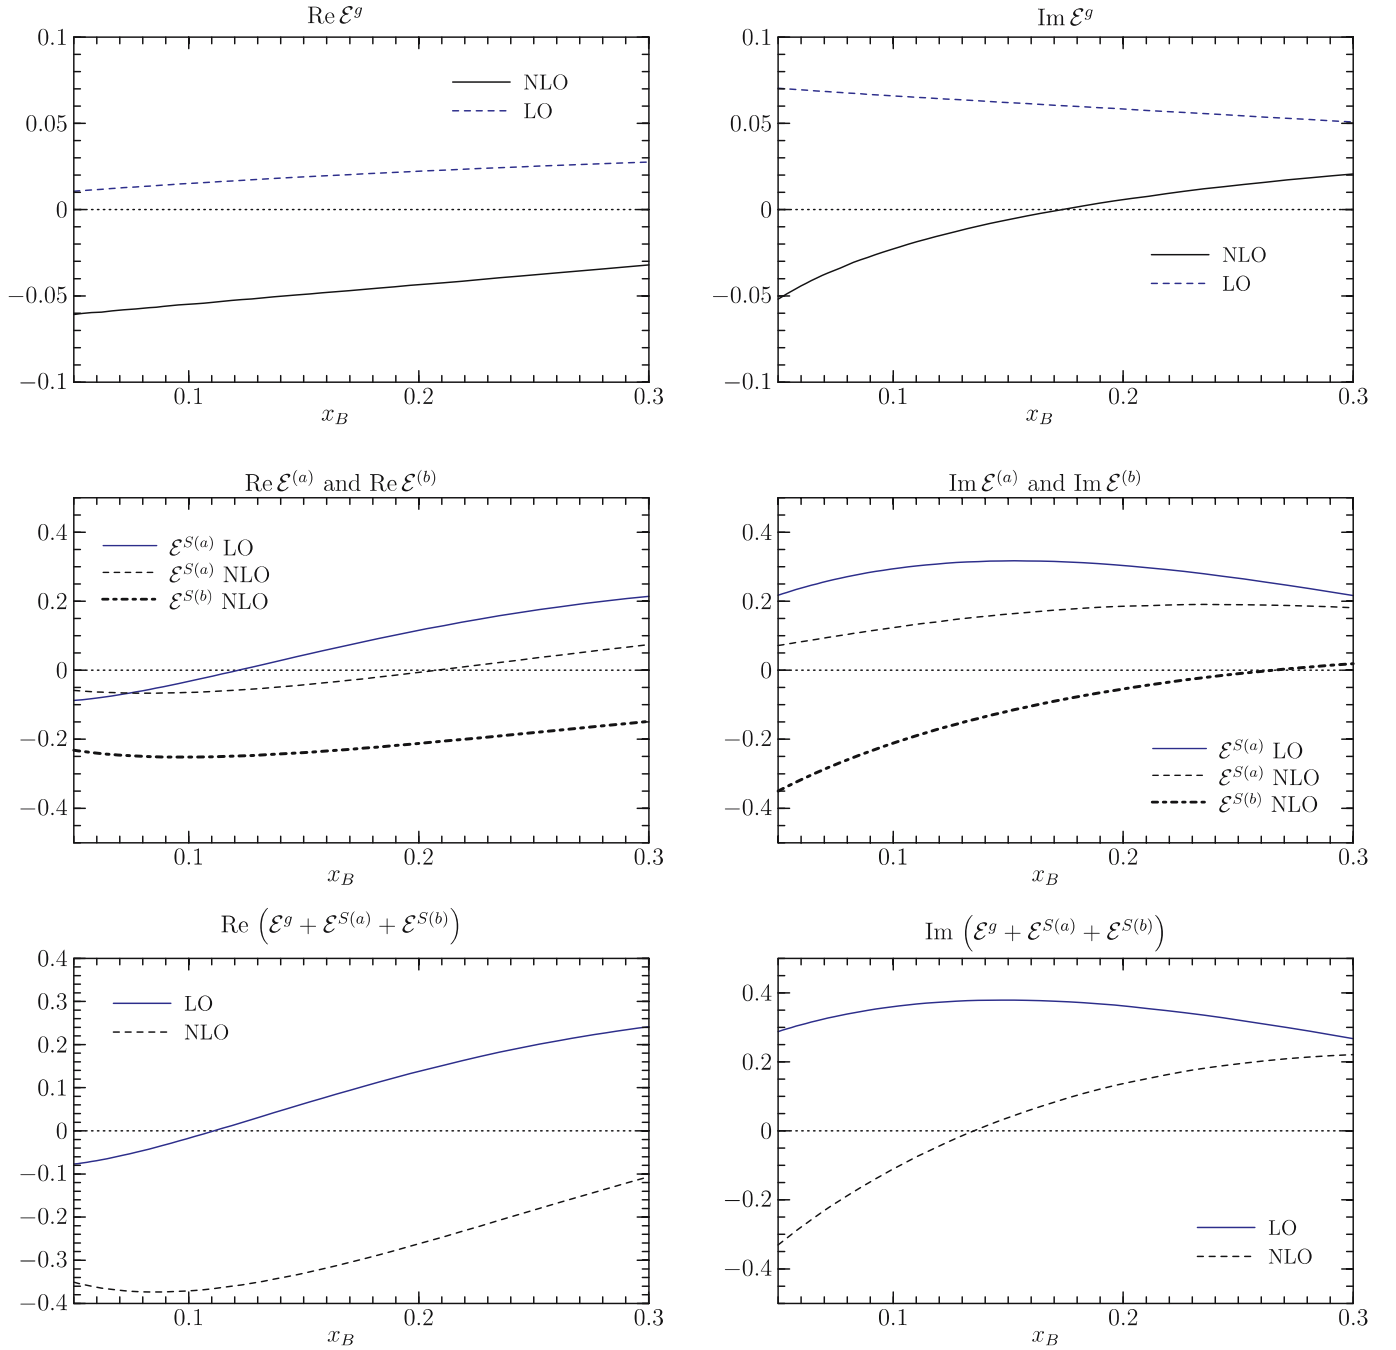 Re ℰ^g
0.1
0.05
0
−0.05
−0.1
NLO
LO
0.1 0.2 0.3
x_B
Im ℰ^g
0.1
0.05
0
−0.05
−0.1
NLO
LO
0.1 0.2 0.3
x_B
Re ℰ^(a) and Re ℰ^(b)
0.4
0.2
0
−0.2
−0.4
ℰ^S(a) LO
ℰ^S(a) NLO
ℰ^S(b) NLO
0.1 0.2 0.3
x_B
Im ℰ^(a) and Im ℰ^(b)
0.4
0.2
0
−0.2
−0.4
ℰ^S(a) LO
ℰ^S(a) NLO
ℰ^S(b) NLO
0.1 0.2 0.3
x_B
Re (ℰ^g + ℰ^S(a) + ℰ^S(b))
0.4
0.3
0.2
0.1
0
−0.1
−0.2
−0.3
−0.4
LO
NLO
0.1 0.2 0.3
x_B
Im (ℰ^g + ℰ^S(a) + ℰ^S(b))
0.4
0.2
0
−0.2
−0.4
LO
NLO
0.1 0.2 0.3
x_B